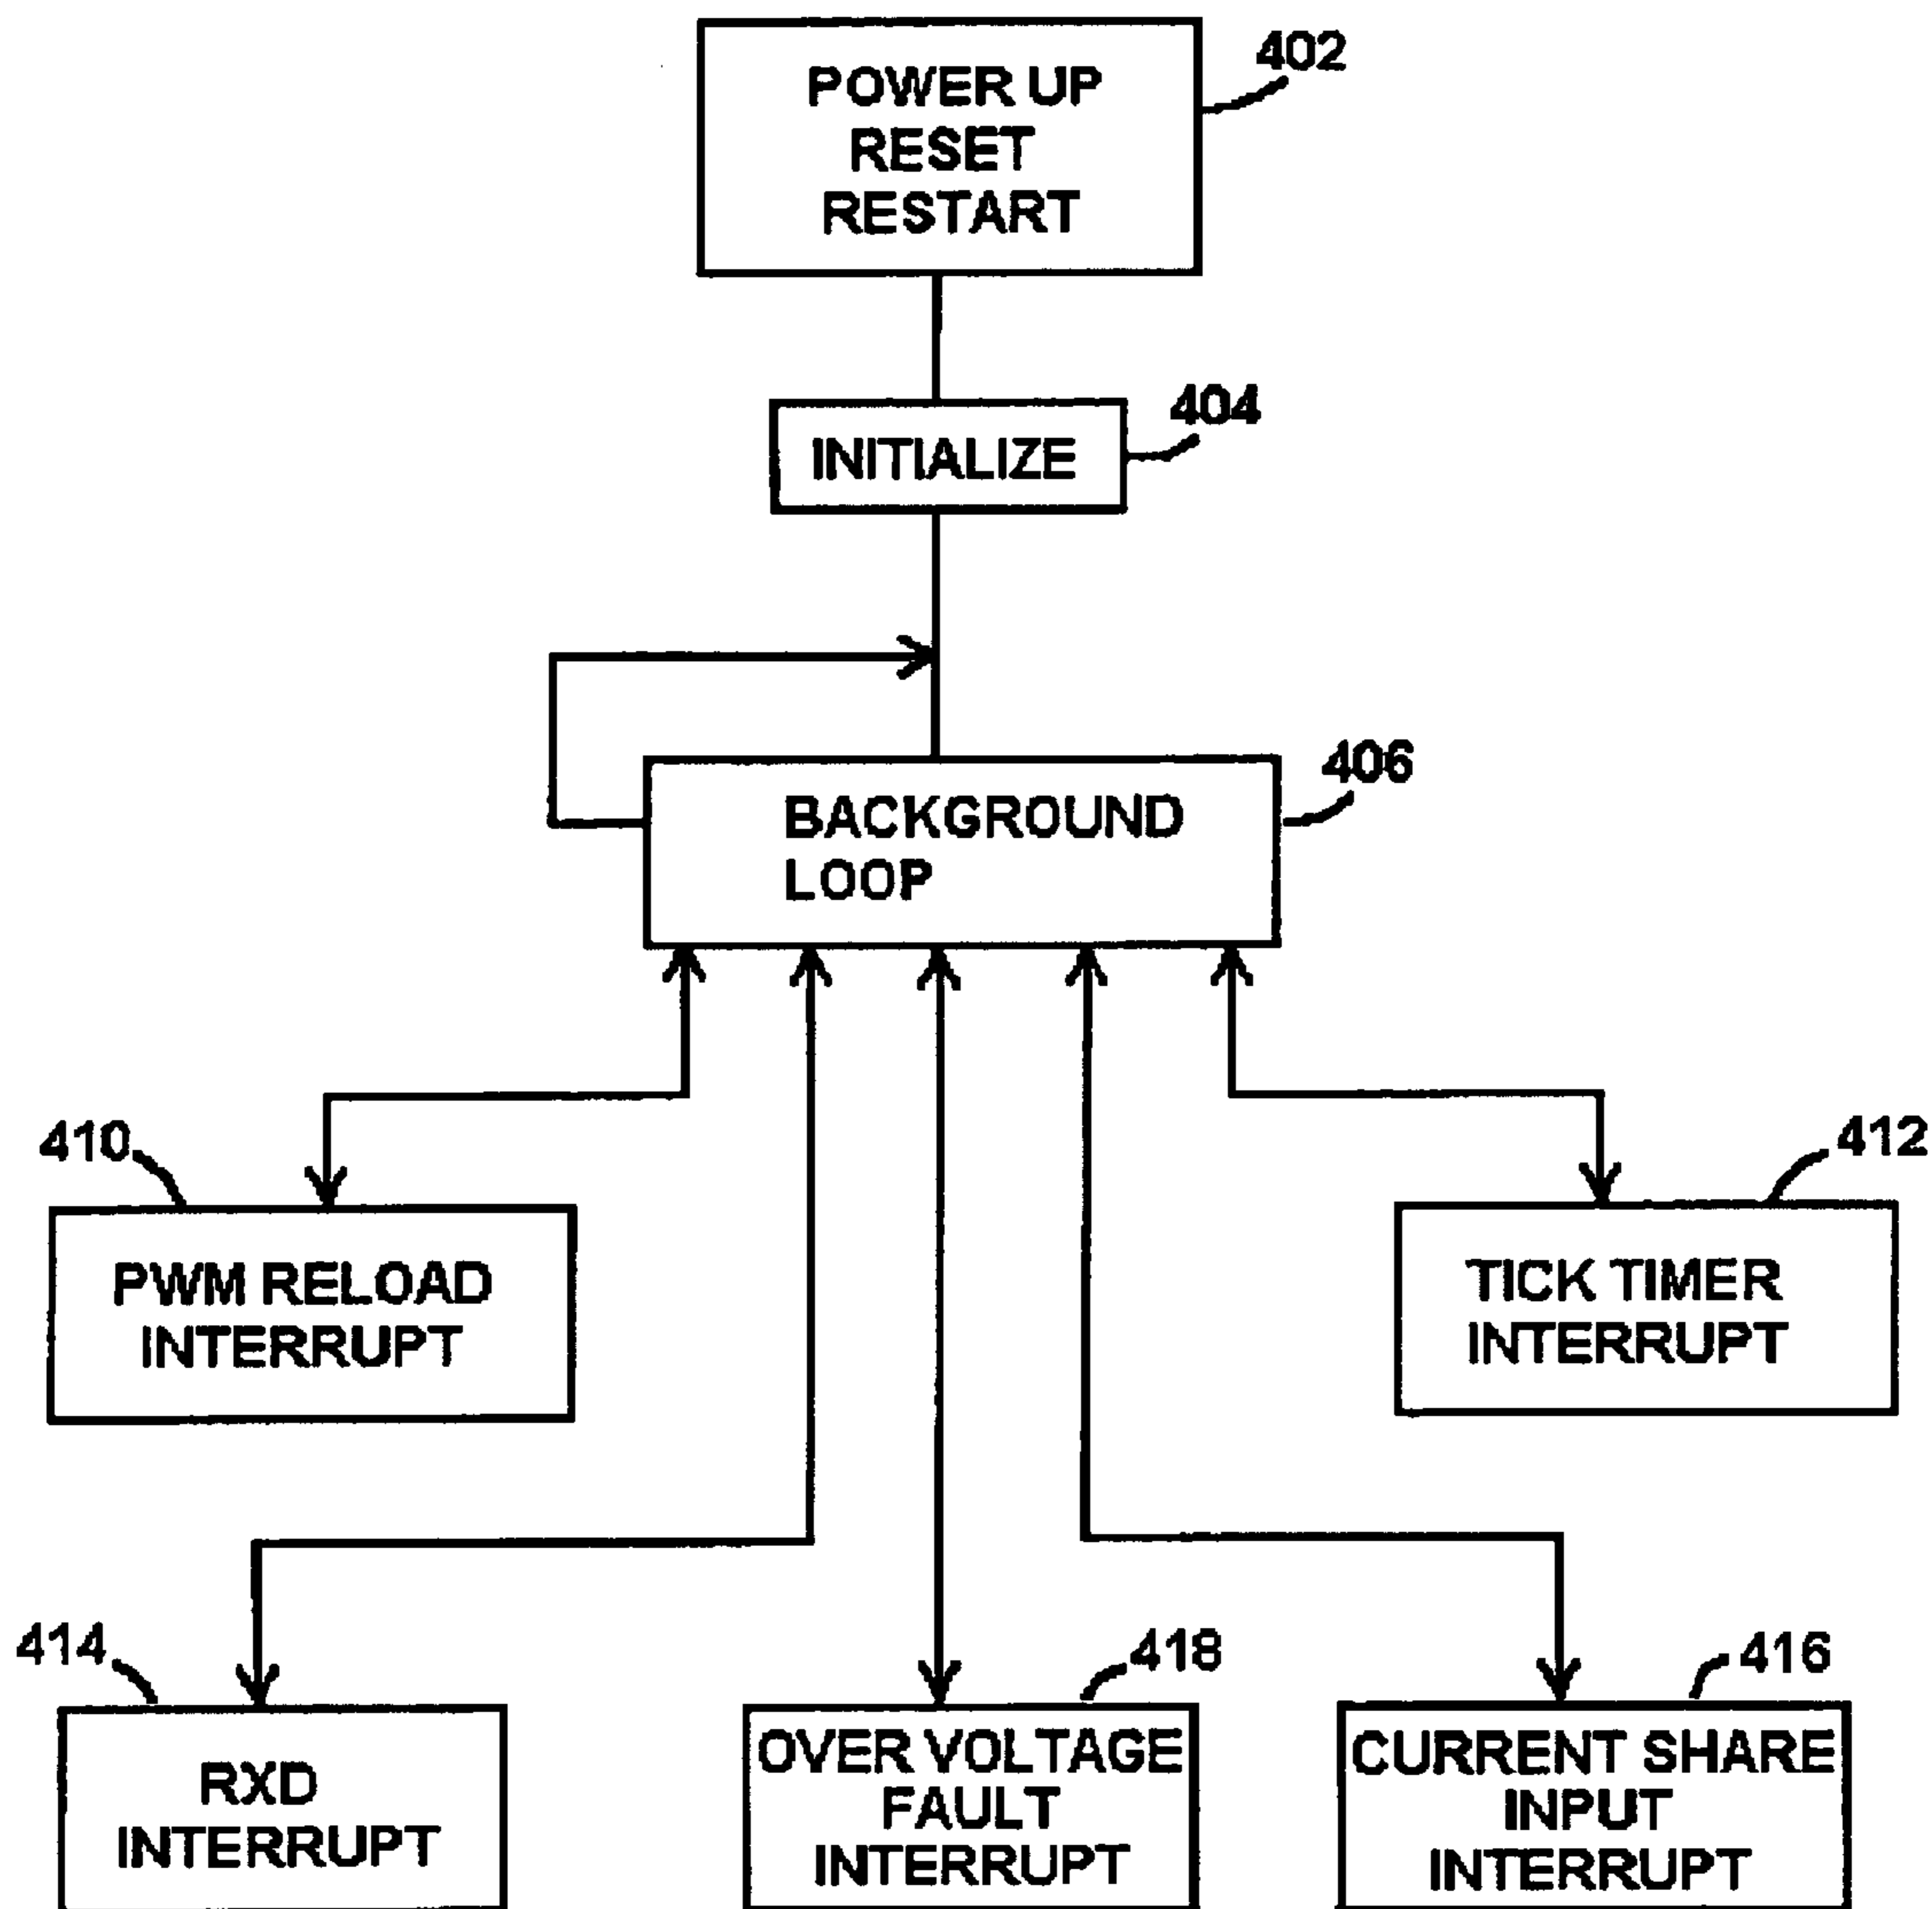 402
POWER UP
RESET
RESTART
404
INITIALIZE
406
BACKGROUND
LOOP
410
PWM RELOAD
INTERRUPT
412
TICK TIMER
INTERRUPT
414
RXD
INTERRUPT
418
OVER VOLTAGE
FAULT
INTERRUPT
416
CURRENT SHARE
INPUT
INTERRUPT